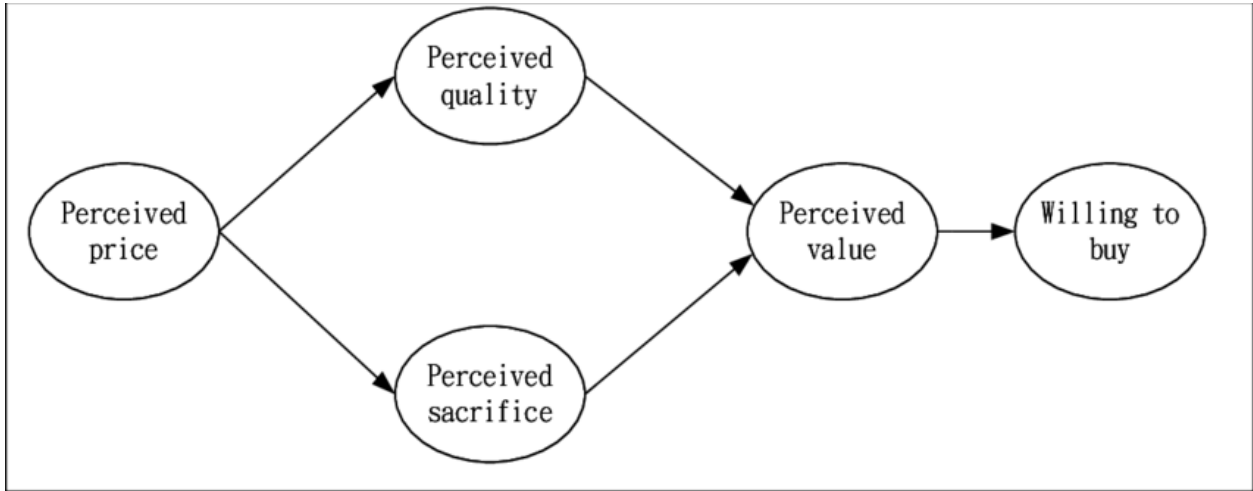 Perceived
quality
Perceived
price
Perceived
value
Willing to
buy
Perceived
sacrifice